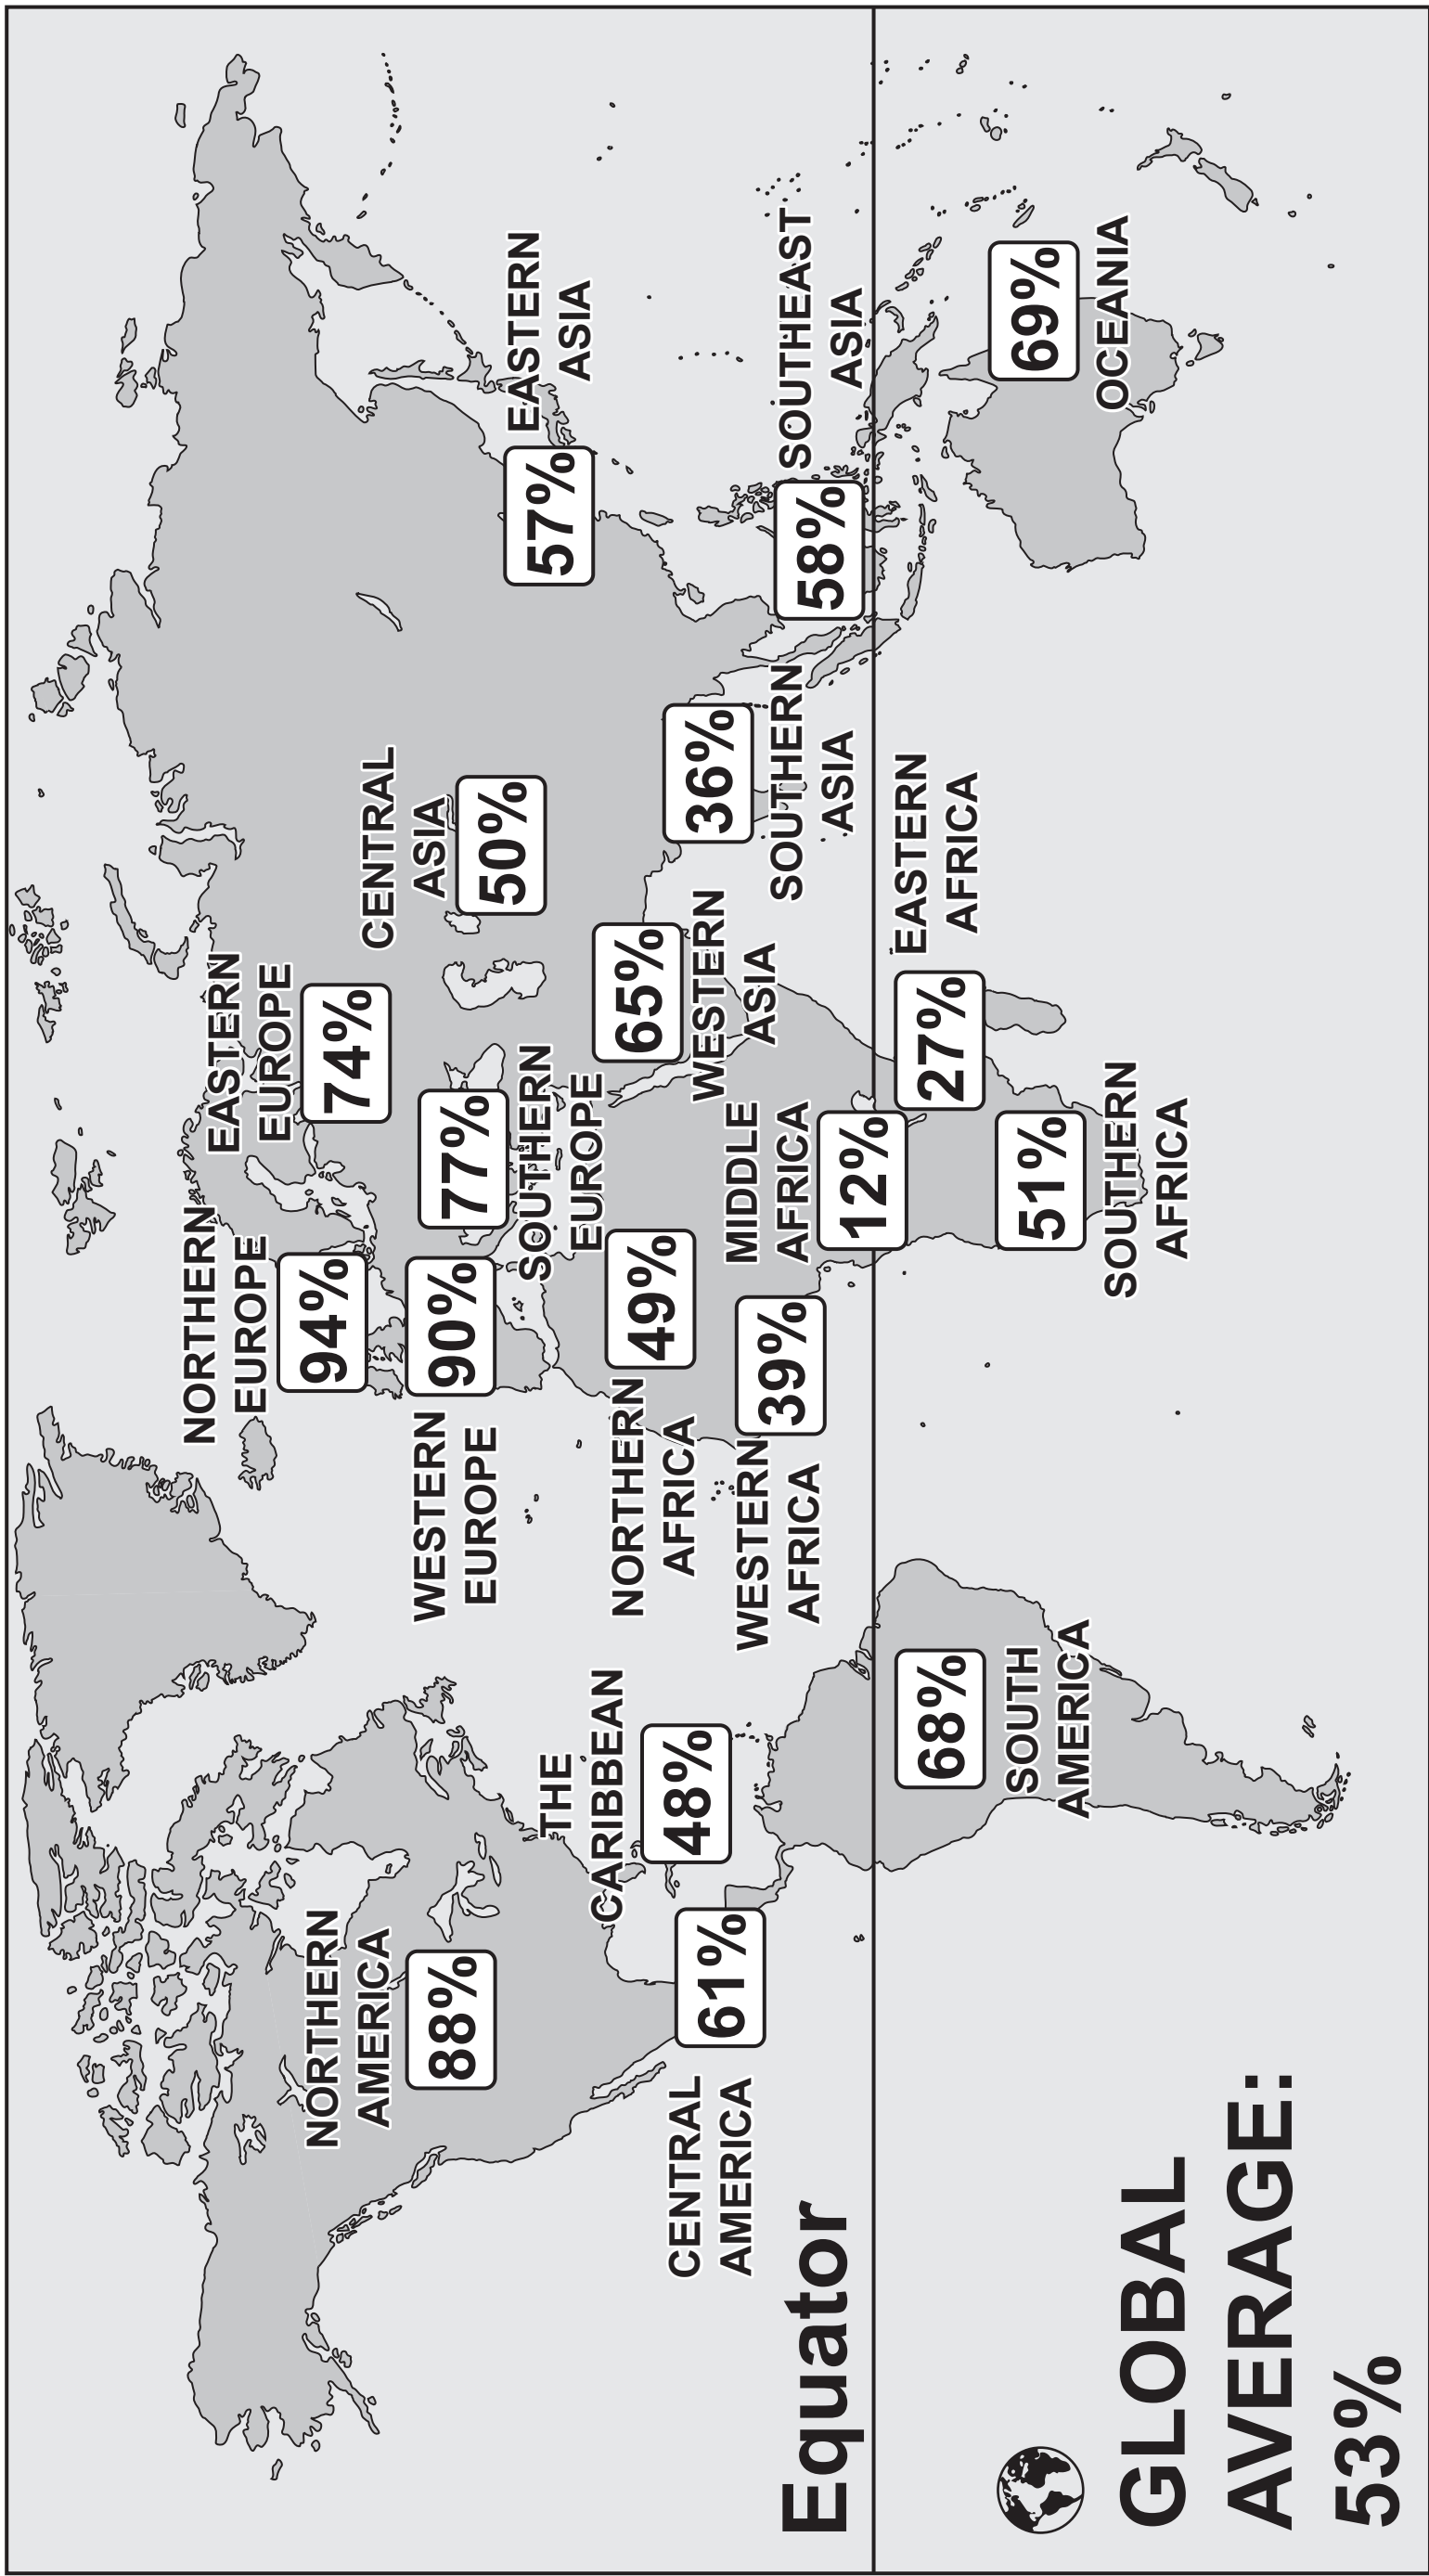 NORTHERN
AMERICA
88%
CENTRAL
AMERICA
61%
THE
CARIBBEAN
48%
SOUTH
AMERICA
68%
NORTHERN
EUROPE
94%
WESTERN
EUROPE
90%
EASTERN
EUROPE
74%
SOUTHERN
EUROPE
77%
NORTHERN
AFRICA
49%
WESTERN
AFRICA
39%
MIDDLE
AFRICA
12%
EASTERN
AFRICA
27%
SOUTHERN
AFRICA
51%
WESTERN
ASIA
65%
CENTRAL
ASIA
50%
SOUTHERN
ASIA
36%
EASTERN
ASIA
57%
SOUTHEAST
ASIA
58%
OCEANIA
69%
Equator
GLOBAL
AVERAGE:
53%